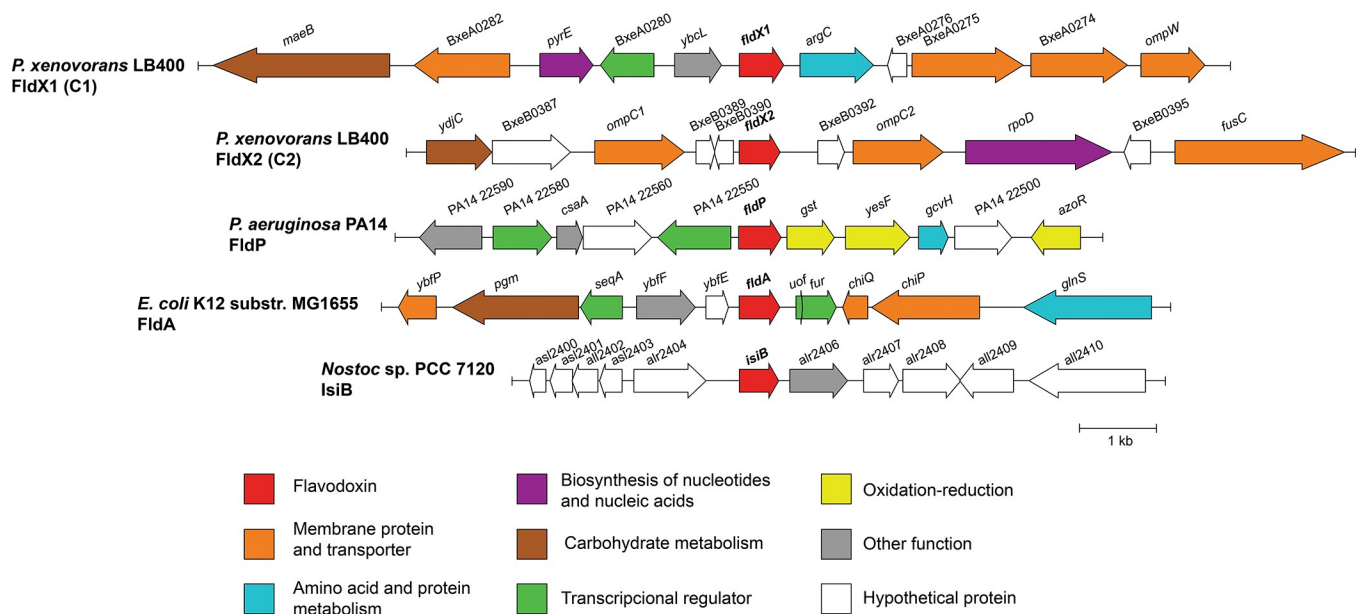 maeB BxeA0282 pyrE BxeA0280 ybcL fldX1 argC BxeA0276 BxeA0275 BxeA0274 ompW
P. xenovorans LB400
FldX1 (C1)
ydjC BxeB0387 ompC1 BxeB0389 BxeB0390 fldX2 BxeB0392 ompC2 rpoD BxeB0395 fusC
P. xenovorans LB400
FldX2 (C2)
PA14 22590 PA14 22580 csaA PA14 22560 PA14 22550 fldP gst yesF gcvH PA14 22500 azoR
P. aeruginosa PA14
FldP
ybfP pgm seqA ybfF ybfE fldA uof fur chiQ chiP glnS
E. coli K12 substr. MG1655
FldA
asl2400 asl2401 all2402 asl2403 alr2404 isiB alr2406 alr2407 alr2408 all2409 all2410
Nostoc sp. PCC 7120
IsiB
1 kb
Flavodoxin
Membrane protein
and transporter
Amino acid and protein
metabolism
Biosynthesis of nucleotides
and nucleic acids
Carbohydrate metabolism
Transcripcional regulator
Oxidation-reduction
Other function
Hypothetical protein